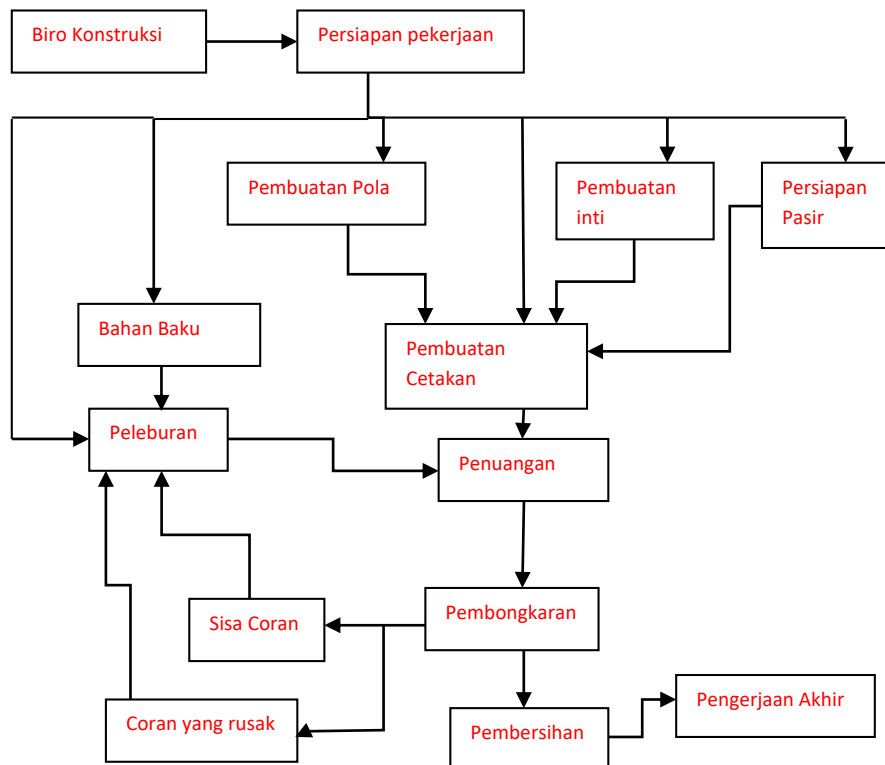 Biro Konstruksi
Persiapan pekerjaan
Pembuatan Pola
Pembuatan
inti
Persiapan
Pasir
Bahan Baku
Pembuatan
Cetakan
Peleburan
Penuangan
Sisa Coran
Pembongkaran
Coran yang rusak
Pembersihan
Pengerjaan Akhir